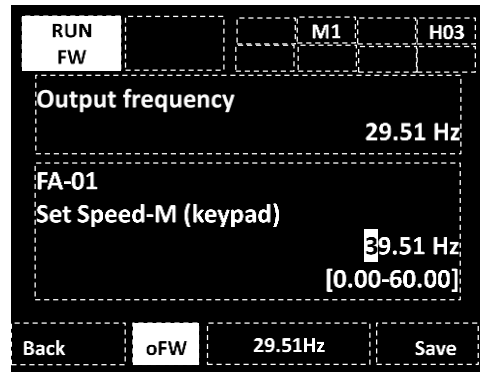 RUN M1 H03
FW
Output frequency
29.51 Hz
FA-01
Set Speed-M (keypad)
39.51 Hz
[0.00-60.00]
Back oFW 29.51Hz Save